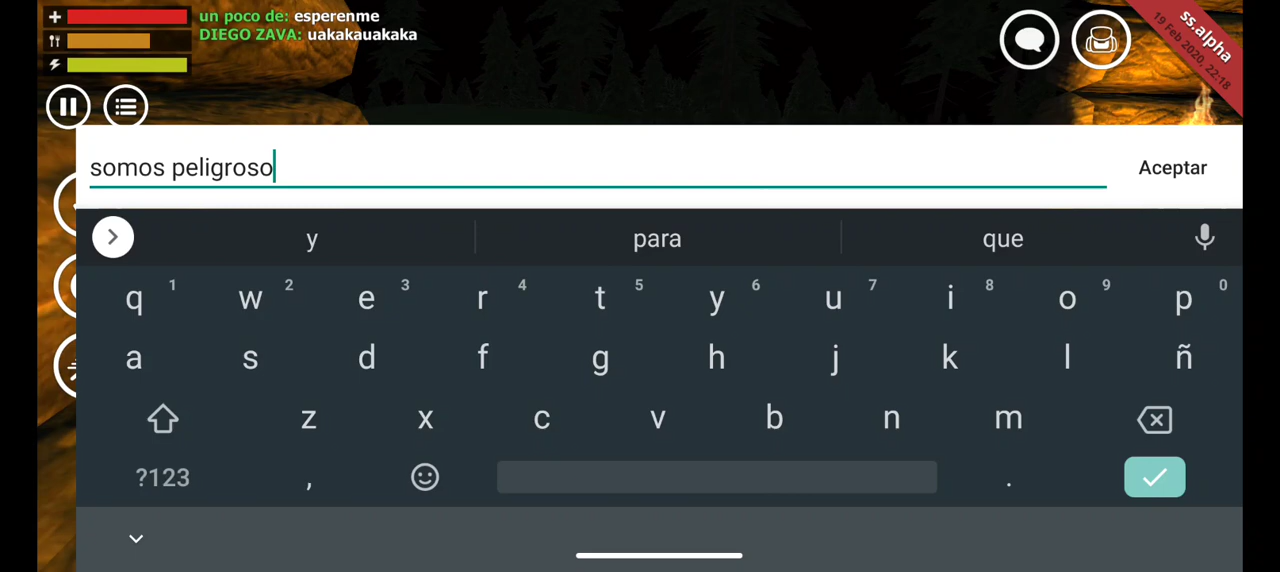 un poco de: esperenme
DIEGO ZAVA: uakakauakaka
ss.alpha
19 Feb 2020, 22:18
somos peligroso
Aceptar
y para que
q 1 w 2 e 3 r 4 t 5 y 6 u 7 i 8 o 9 p 0
a s d f g h j k l ñ
z x c v b n m
?123 , .